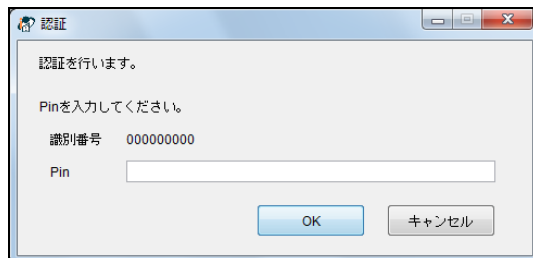 認証
認証を行います。
Pinを入力してください。
識別番号 000000000
Pin
OK キャンセル